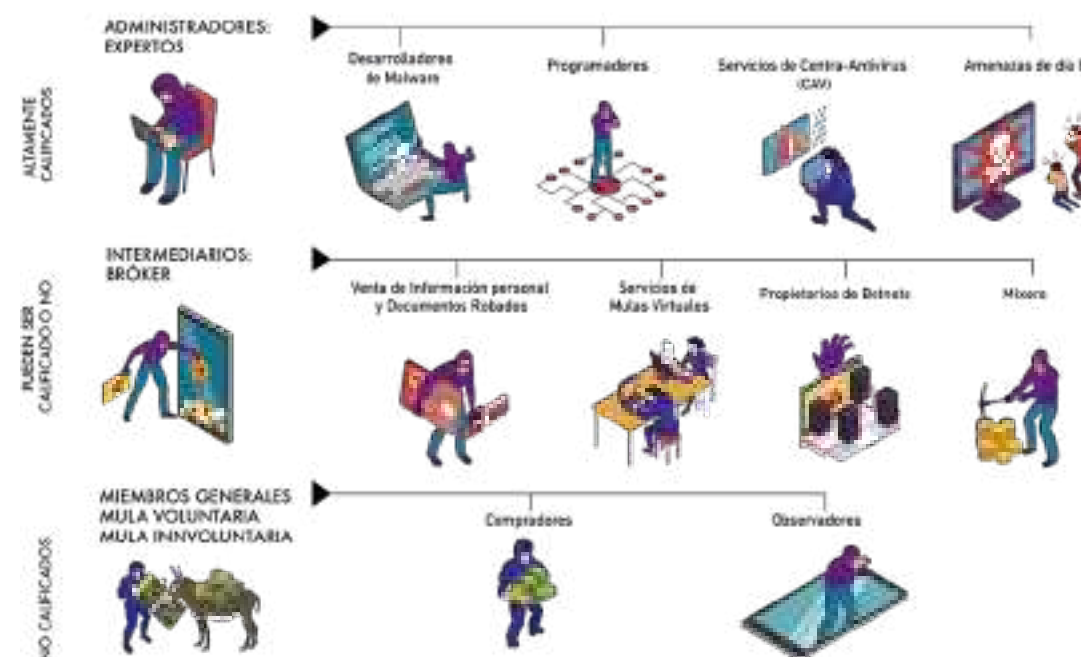 ADMINISTRADORES:
EXPERTOS
ALTAMENTE
CALIFICADOS
Desarrolladores
de Malware
Programadores
Servicios de Contra-Antivirus
(CAV)
Amenazas de día
INTERMEDIARIOS:
BRÓKER
PUEDEN SER
CALIFICADO O NO
Venta de Información personal
y Documentos Robados
Servicios de
Mulas Virtuales
Propietarios de Botnets
Mixers
MIEMBROS GENERALES
MULA VOLUNTARIA
MULA INNVOLUNTARIA
NO CALIFICADOS
Compradores
Observadores